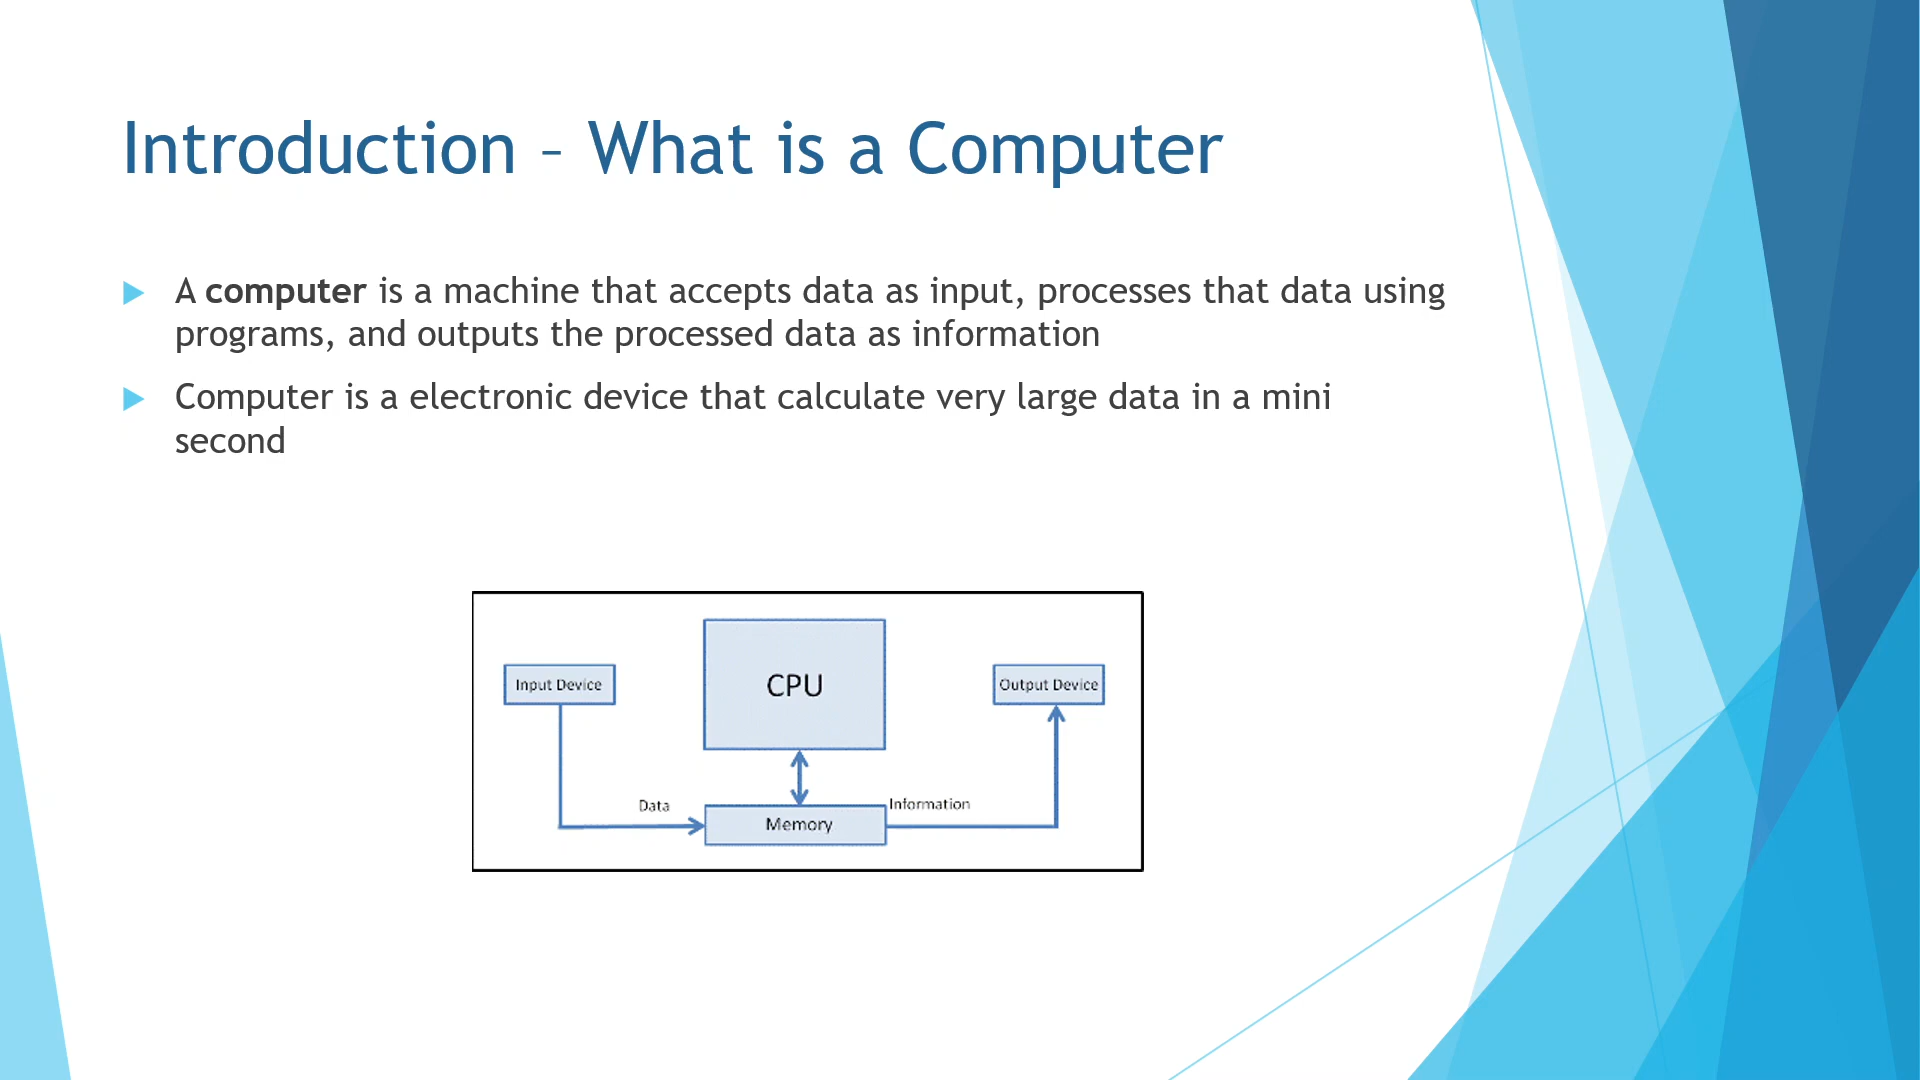 Introduction – What is a Computer
A computer is a machine that accepts data as input, processes that data using
programs, and outputs the processed data as information
Computer is a electronic device that calculate very large data in a mini
second
CPU
Input Device
Output Device
Data
Information
Memory